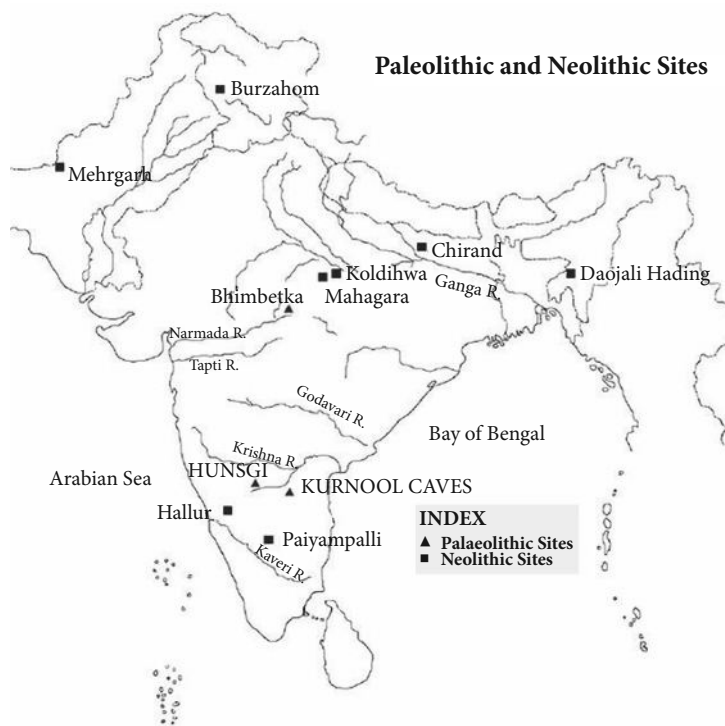 Paleolithic and Neolithic Sites
Burzahom
Mehrgarh
Chirand
Koldihwa
Daojali Hading
Mahagara
Ganga R.
Bhimbetka
Narmada R.
Tapti R.
Godavari R.
Bay of Bengal
Krishna R.
HUNSGI
Arabian Sea
KURNOOL CAVES
Hallur
INDEX
Palaeolithic Sites
Neolithic Sites
Paiyampalli
Kaveri R.